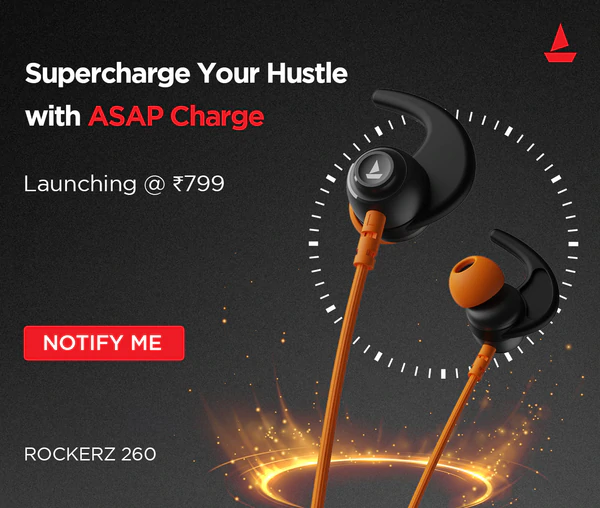 Supercharge Your Hustle
with ASAP Charge
Launching @ ₹799
NOTIFY ME
ROCKERZ 260